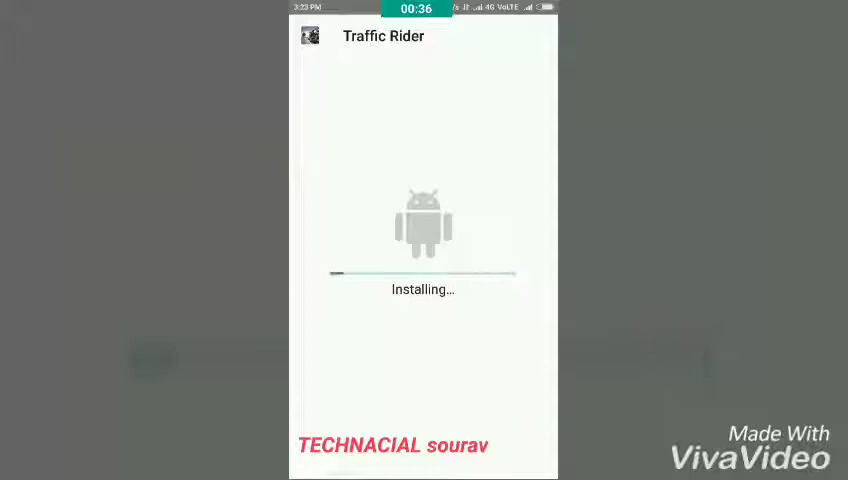 3:23 PM 00:36 /s 4G VoLTE
Traffic Rider
Installing...
TECHNACIAL sourav
Made With
VivaVideo